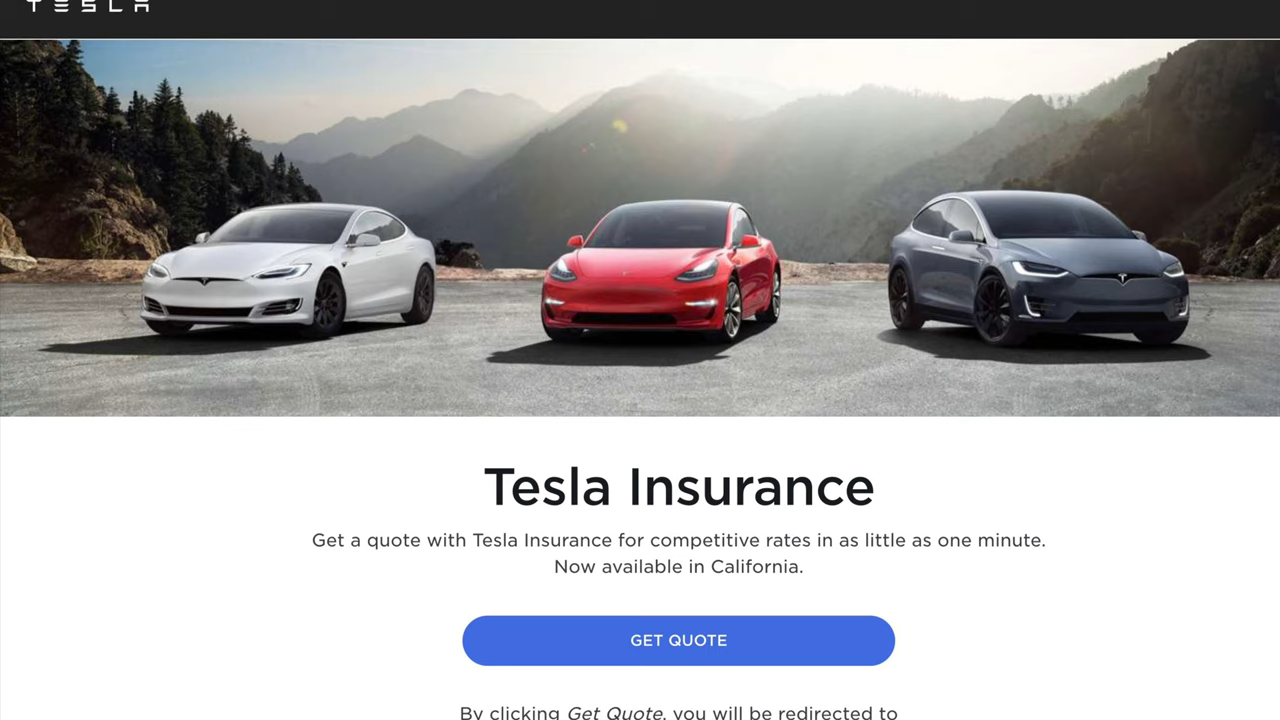 TESLA
Tesla Insurance
Get a quote with Tesla Insurance for competitive rates in as little as one minute.
Now available in California.
GET QUOTE
By clicking Get Quote, you will be redirected to